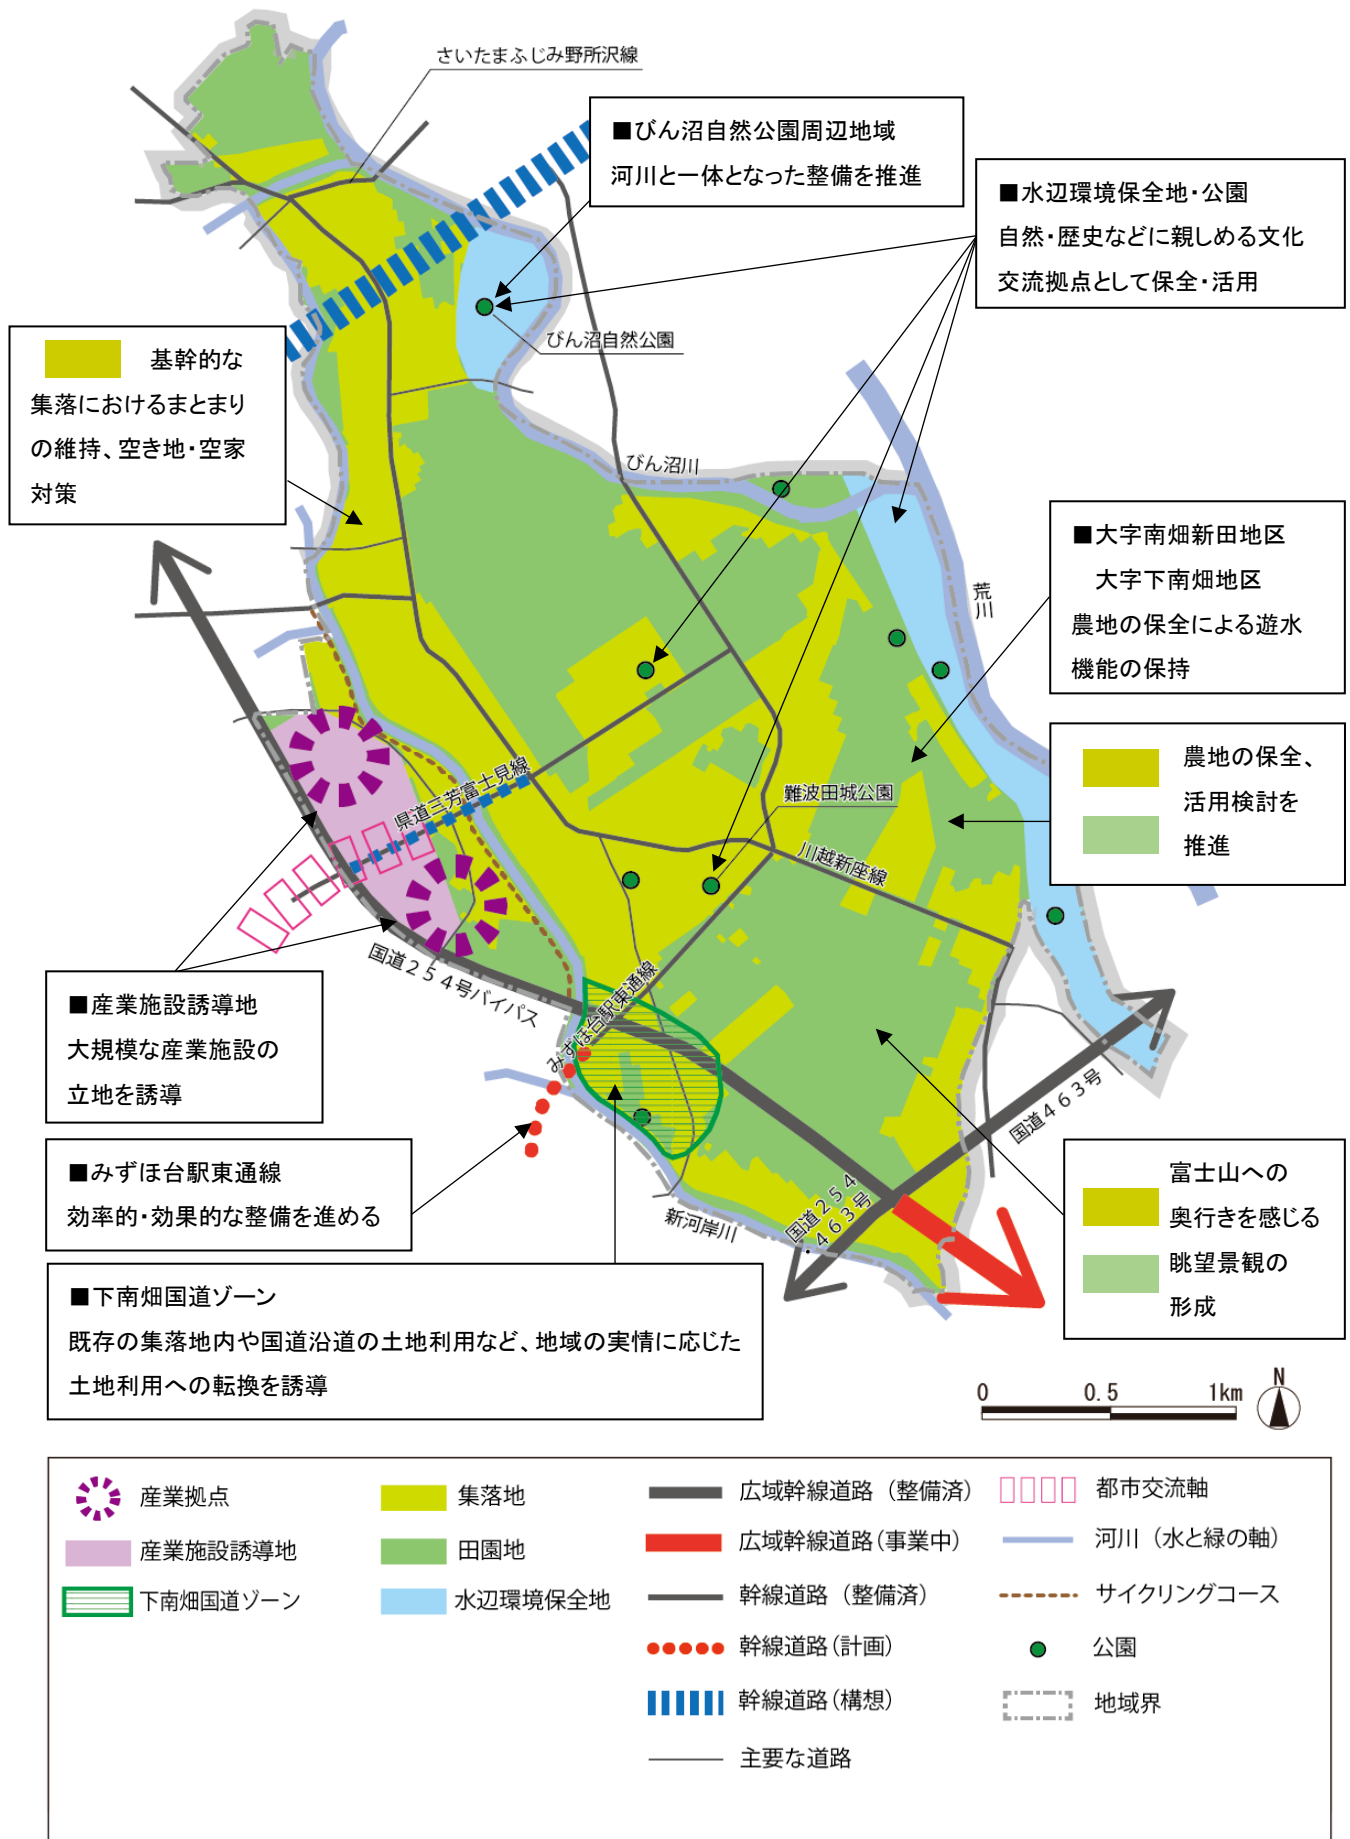 さいたまふじみ野所沢線
■びん沼自然公園周辺地域
河川と一体となった整備を推進
■水辺環境保全地・公園
自然・歴史などに親しめる文化
交流拠点として保全・活用
びん沼自然公園
基幹的な
集落におけるまとまり
の維持、空き地・空家
対策
びん沼川
荒川
■大字南畑新田地区
大字下南畑地区
農地の保全による遊水
機能の保持
農地の保全、
活用検討を
推進
県道三芳富士見線
難波田城公園
川越新座線
国道254号バイパス
みずほ台駅東通線
■産業施設誘導地
大規模な産業施設の
立地を誘導
■みずほ台駅東通線
効率的・効果的な整備を進める
新河岸川
国道254
・463号
国道463号
富士山への
奥行きを感じる
眺望景観の
形成
■下南畑国道ゾーン
既存の集落地内や国道沿道の土地利用など、地域の実情に応じた
土地利用への転換を誘導
0 0.5 1km
N
産業拠点
産業施設誘導地
下南畑国道ゾーン
集落地
田園地
水辺環境保全地
広域幹線道路（整備済）
広域幹線道路(事業中)
幹線道路（整備済）
幹線道路(計画)
幹線道路(構想)
主要な道路
都市交流軸
河川（水と緑の軸）
サイクリングコース
公園
地域界